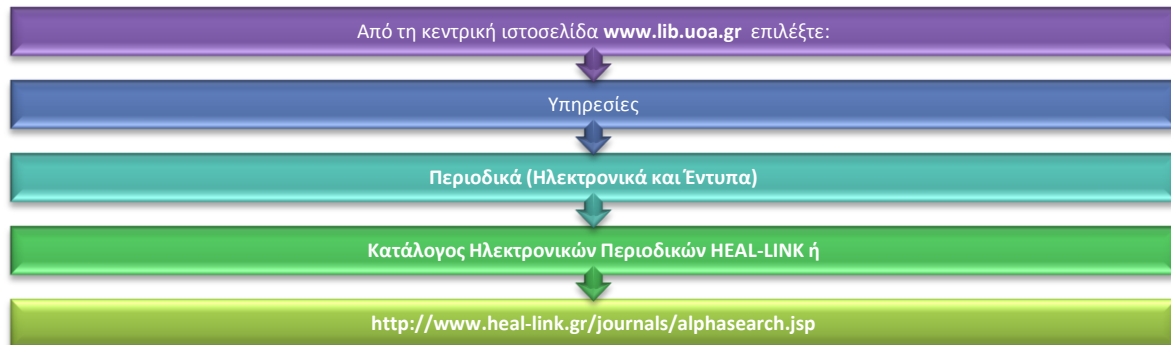 Από τη κεντρική ιστοσελίδα www.lib.uoa.gr επιλέξτε:
Υπηρεσίες
Περιοδικά (Ηλεκτρονικά και Έντυπα)
Κατάλογος Ηλεκτρονικών Περιοδικών HEAL-LINK ή
http://www.heal-link.gr/journals/alphasearch.jsp